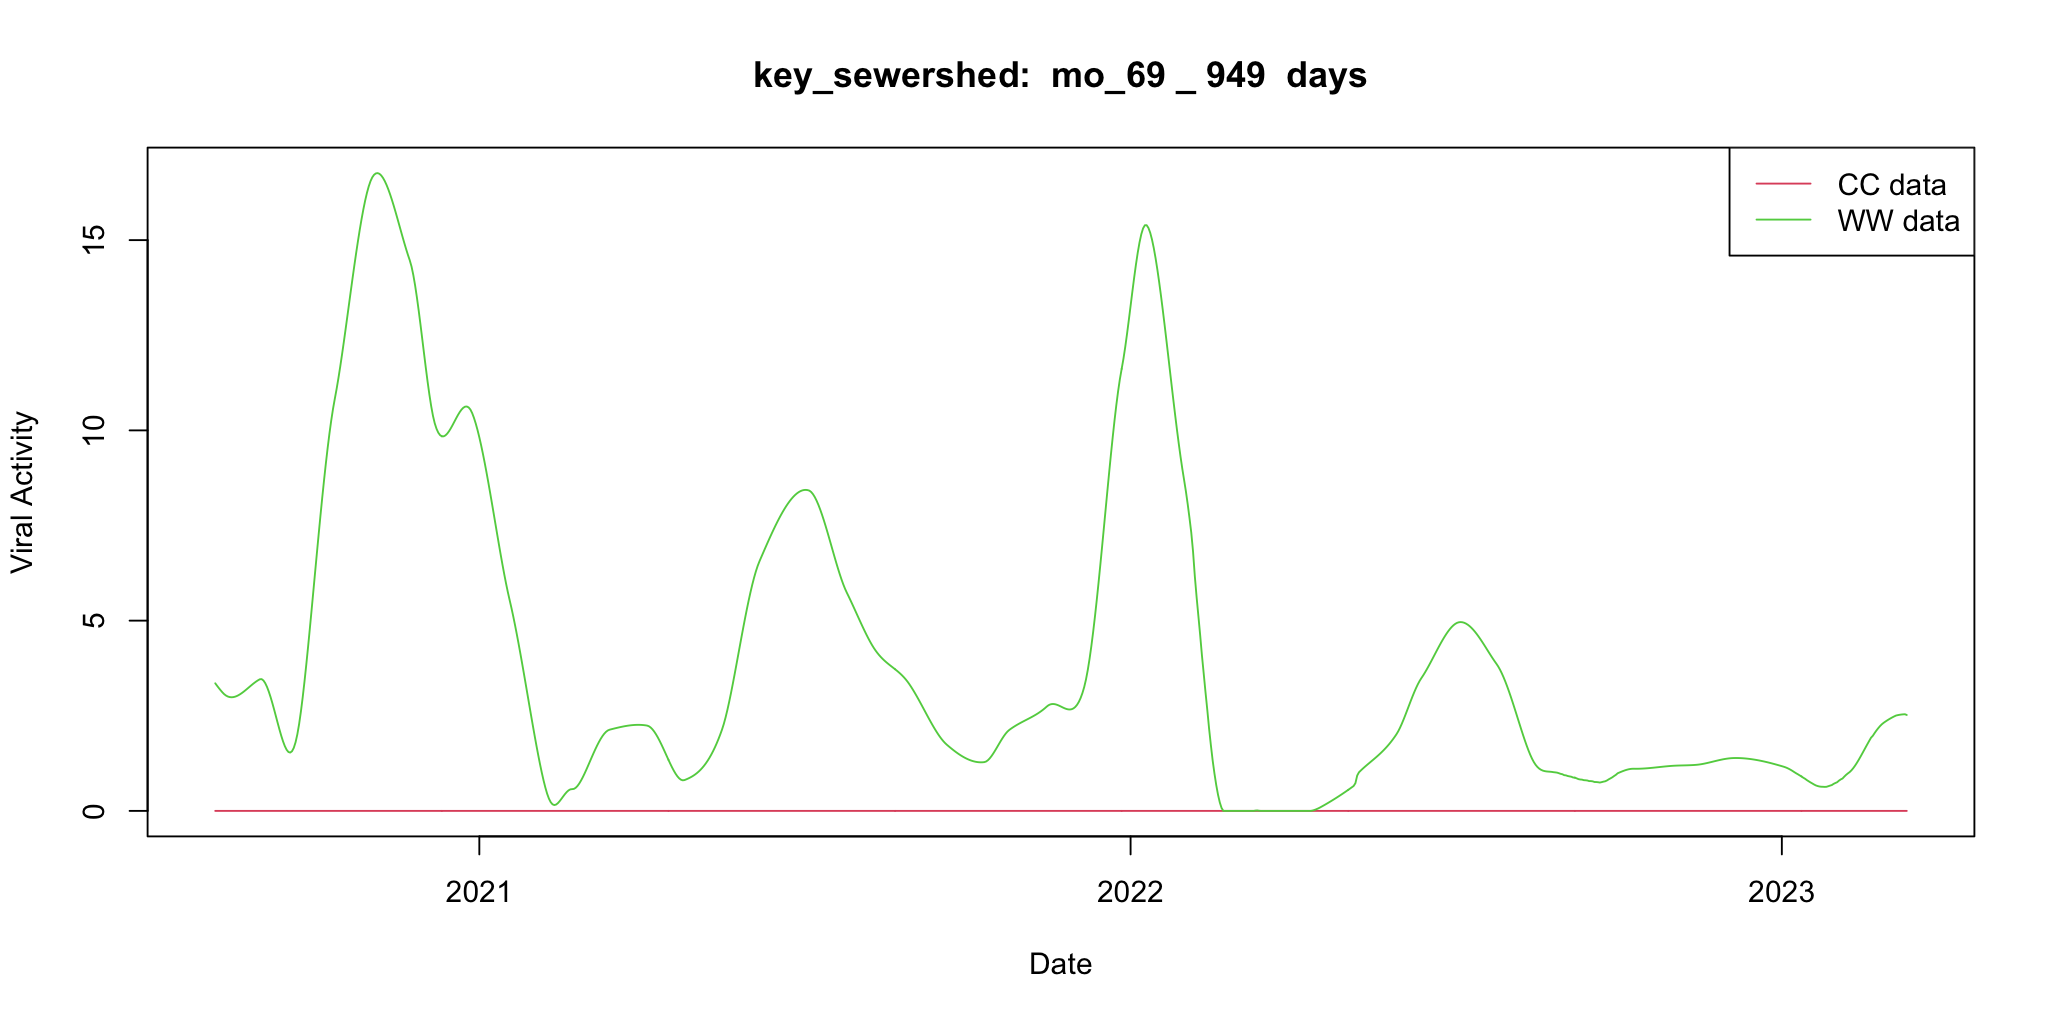 key_sewershed:  mo_69 _ 949  days
CC data
WW data
Viral Activity
15
10
5
0
2021
2022
2023
Date